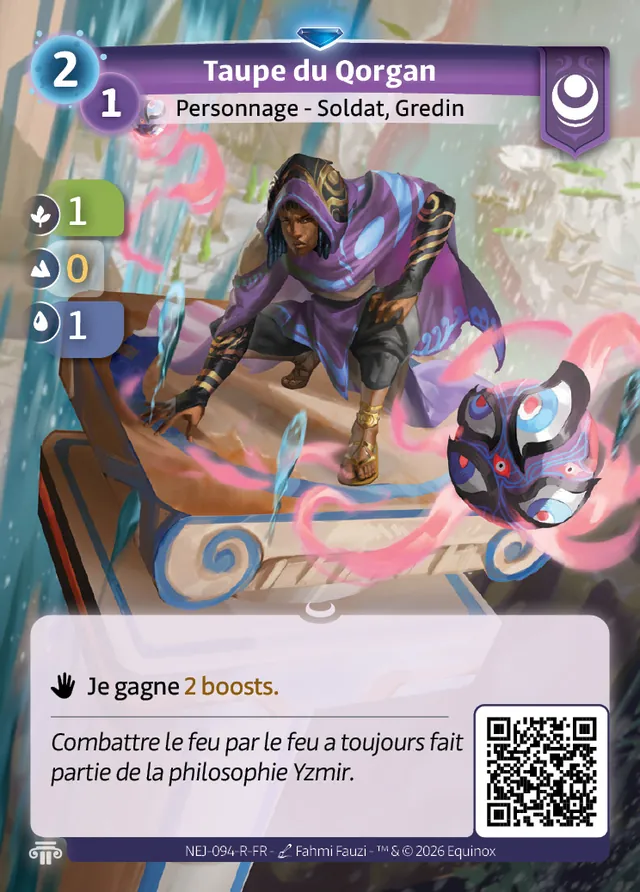 2
Taupe du Qorgan
1
Personnage - Soldat, Gredin
1
0
1
Je gagne 2 boosts.
Combattre le feu par le feu a toujours fait
partie de la philosophie Yzmir.
NEJ-094-R-FR - Fahmi Fauzi - ™ & © 2026 Equinox